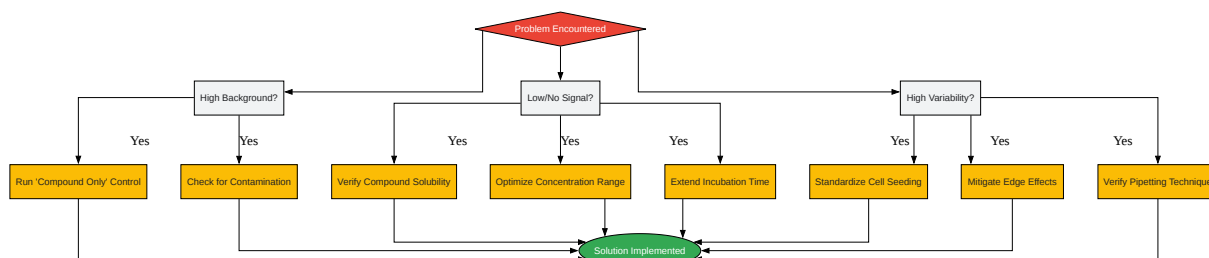 Problem Encountered
High Background?
Low/No Signal?
High Variability?
Yes
Yes
Yes
Yes
Yes
Yes
Yes
Yes
Run 'Compound Only' Control
Check for Contamination
Verify Compound Solubility
Optimize Concentration Range
Extend Incubation Time
Standardize Cell Seeding
Mitigate Edge Effects
Verify Pipetting Technique
Solution Implemented